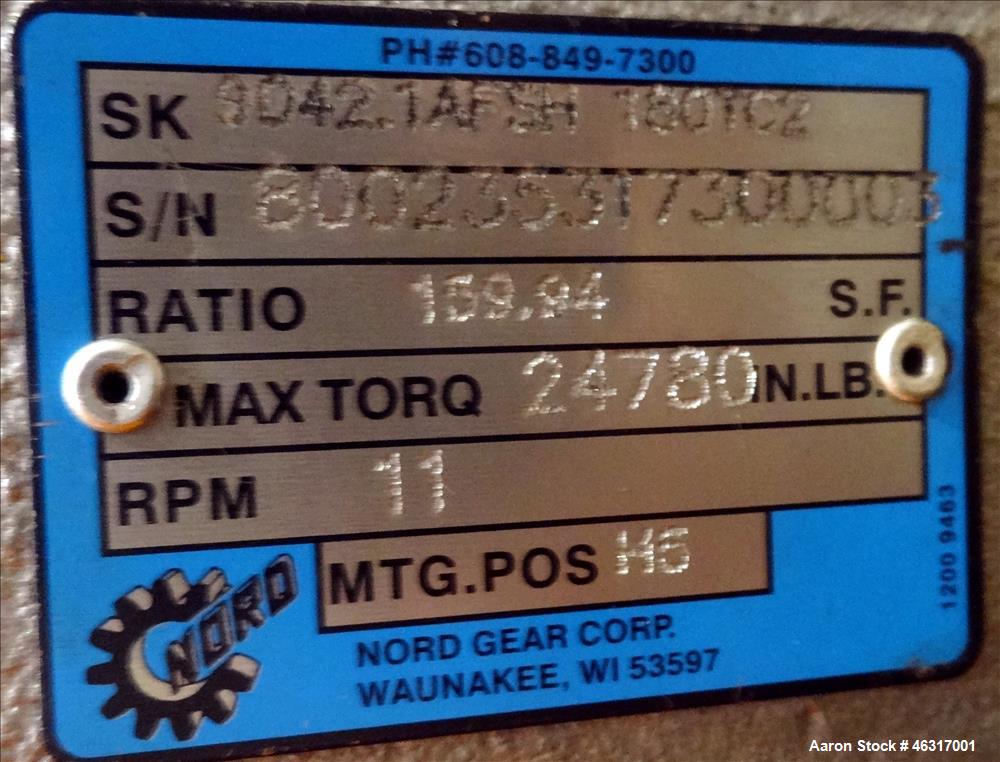 PH#608-849-7300
SK 9042.1AFSH 180TC2
S/N
RATIO 159.94 S.F.
MAX TORQ 24780 IN.LB.
RPM 11
MTG.POS H5
1200 9463
NORD
NORD GEAR CORP.
WAUNAKEE, WI 53597
Aaron Stock # 46317001